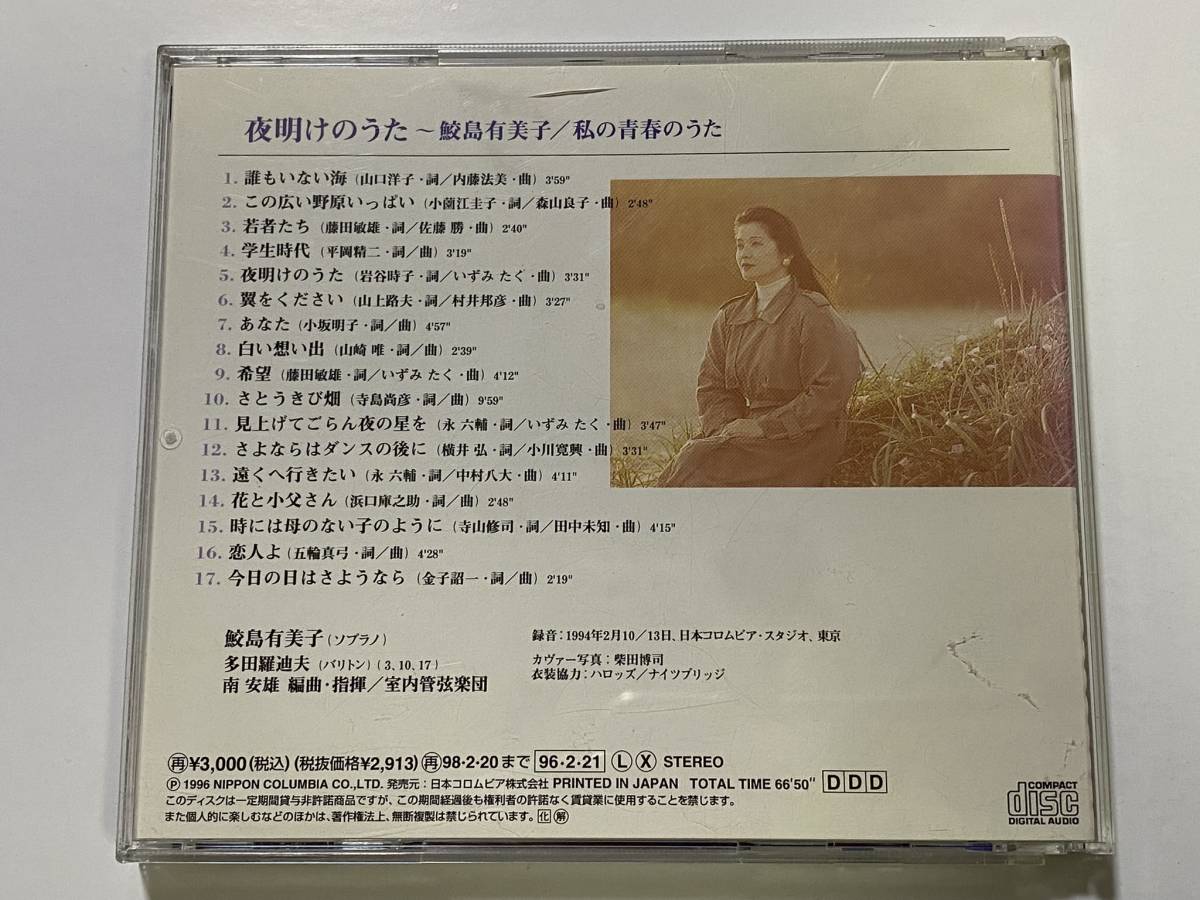 夜明けのうた～鮫島有美子／私の青春のうた
1. 誰もいない海（山口洋子・詞／内藤法美・曲）3'59"
2. この広い野原いっぱい（小薗江圭子・詞／森山良子・曲）2'48"
3. 若者たち（藤田敏雄・詞／佐藤 勝・曲）2'40"
4. 学生時代（平岡精二・詞／曲）3'19"
5. 夜明けのうた（岩谷時子・詞／いずみ たく・曲）3'31"
6. 翼をください（山上路夫・詞／村井邦彦・曲）3'27"
7. あなた（小坂明子・詞／曲）4'57"
8. 白い想い出（山崎 唯・詞／曲）2'39"
9. 希望（藤田敏雄・詞／いずみ たく・曲）4'12"
10. さとうきび畑（寺島尚彦・詞／曲）9'59"
11. 見上げてごらん夜の星を（永 六輔・詞／いずみ たく・曲）3'47"
12. さよならはダンスの後に（横井 弘・詞／小川寛興・曲）3'31"
13. 遠くへ行きたい（永 六輔・詞／中村八大・曲）4'11"
14. 花と小父さん（浜口庫之助・詞／曲）2'48"
15. 時には母のない子のように（寺山修司・詞／田中未知・曲）4'15"
16. 恋人よ（五輪真弓・詞／曲）4'28"
17. 今日の日はさようなら（金子詔一・詞／曲）2'19"
鮫島有美子（ソプラノ）
多田羅迪夫（バリトン）（3、10、17）
南 安雄 編曲・指揮／室内管弦楽団
録音：1994年2月10／13日、日本コロムビア・スタジオ、東京
カヴァー写真：柴田博司
衣装協力：ハロッズ／ナイツブリッジ
㊢¥3,000（税込）（税抜価格¥2,913）再98・2・20まで 96・2・21 Ⓛ Ⓧ STEREO
Ⓟ 1996 NIPPON COLUMBIA CO.,LTD. 発売元：日本コロムビア株式会社 PRINTED IN JAPAN TOTAL TIME 66'50" DDD
このディスクは一定期間貸与非許諾商品ですが、この期間経過後も権利者の許諾なく賃貸業に使用することを禁じます。
また個人的に楽しむなどのほかは、著作権法上、無断複製は禁じられています。化 解
COMPACT
disc
DIGITAL AUDIO